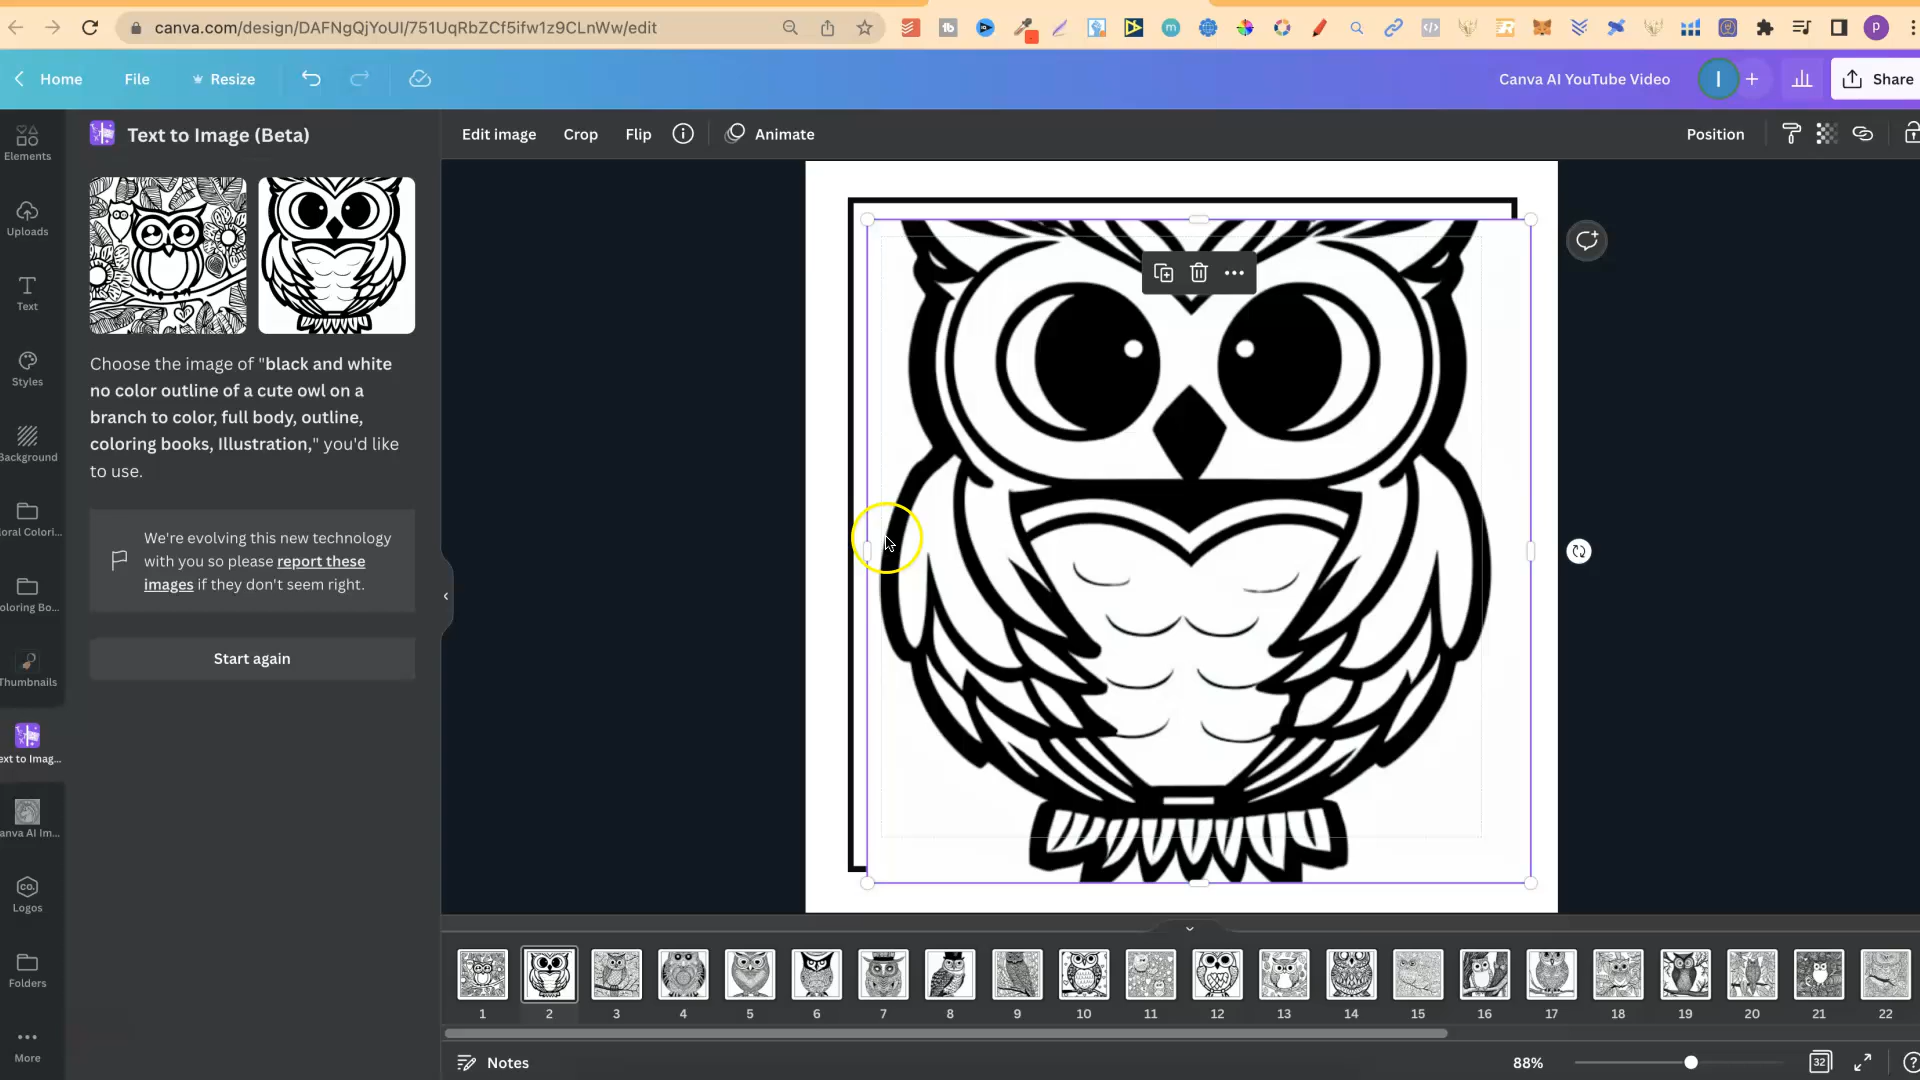 canva.com/design/DAFNgQjYoUI/751UqRbZCf5ifw1z9CLnWw/edit
Home
File
Resize
Canva AI YouTube Video
I
Share
Elements
Uploads
Text
Styles
Background
loral Colori...
oloring Bo...
Thumbnails
ext to Imag...
anva AI Im...
co.
Logos
Folders
More
Text to Image (Beta)
Choose the image of "black and white
no color outline of a cute owl on a
branch to color, full body, outline,
coloring books, Illustration," you'd like
to use.
We're evolving this new technology
with you so please report these
images if they don't seem right.
Start again
Edit image
Crop
Flip
Animate
Position
1 2 3 4 5 6 7 8 9 10 11 12 13 14 15 16 17 18 19 20 21 22
Notes
88%
32